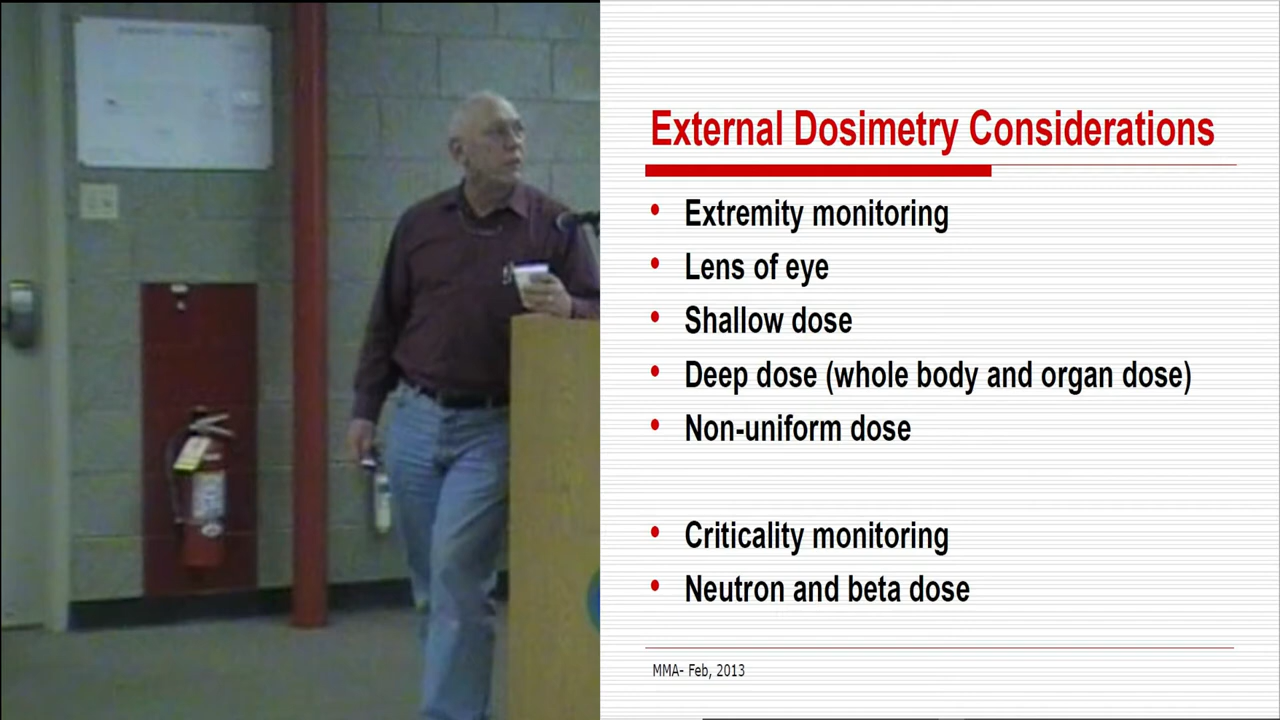 External Dosimetry Considerations
• Extremity monitoring
• Lens of eye
• Shallow dose
• Deep dose (whole body and organ dose)
• Non-uniform dose
• Criticality monitoring
• Neutron and beta dose
MMA- Feb, 2013